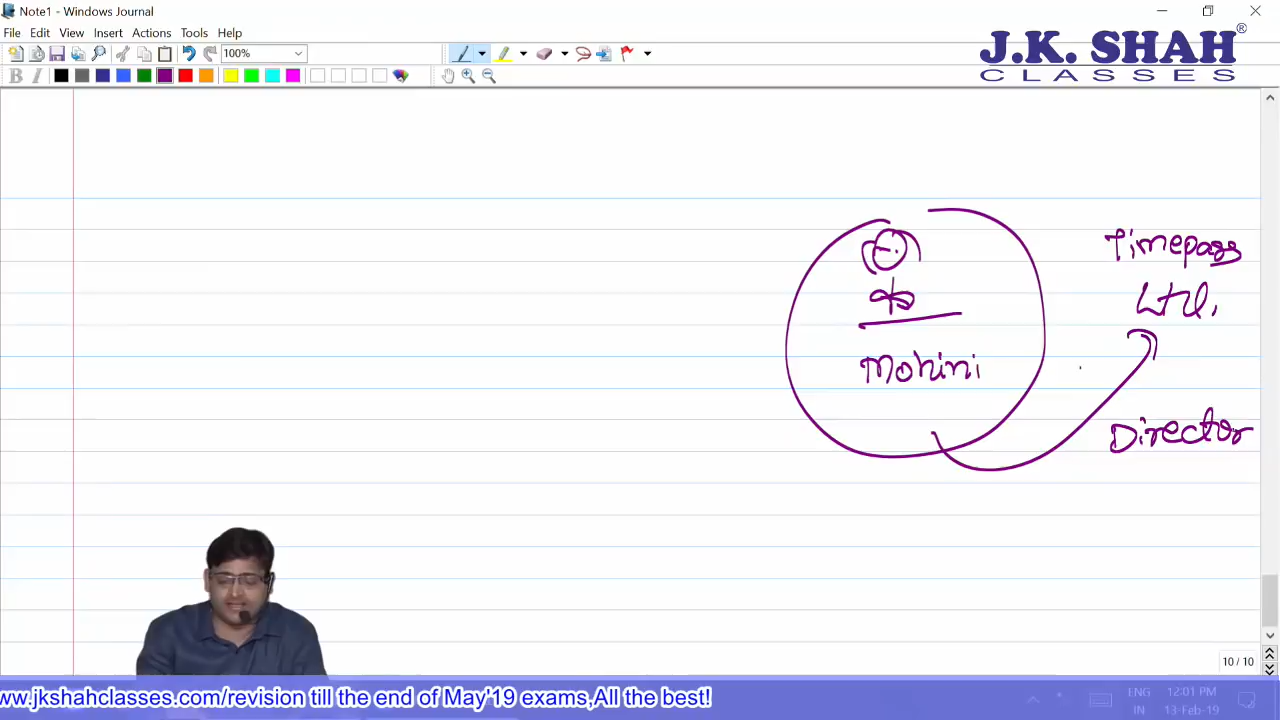 Note1 - Windows Journal
File Edit View Insert Actions Tools Help
100%
B I
J.K. SHAH®
CLASSES
Timepass
Ltd.
Mohini
Director
10 / 10
ww.jkshahclasses.com/revision till the end of May'19 exams,All the best!
ENG
IN
12:01 PM
13-Feb-19